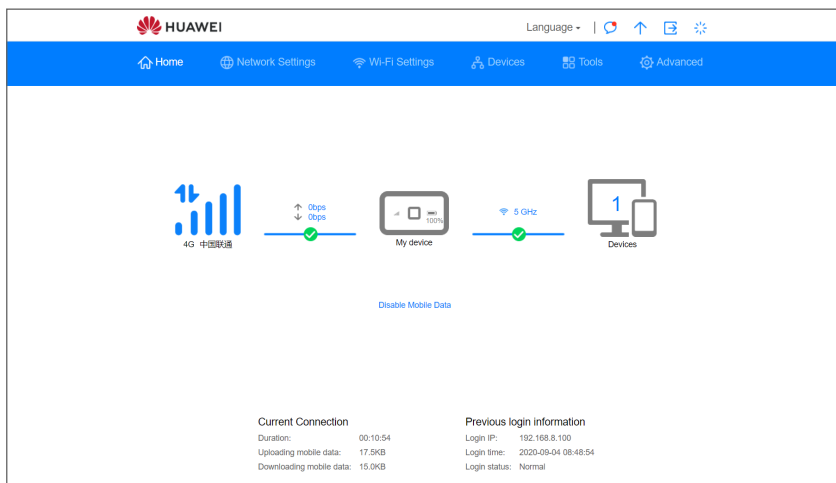 HUAWEI
Language
Home Network Settings Wi-Fi Settings Devices Tools Advanced
0bps
0bps
4G 中国联通
100%
My device
5 GHz
1
Devices
Disable Mobile Data
Current Connection
Duration: 00:10:54
Uploading mobile data: 17.5KB
Downloading mobile data: 15.0KB
Previous login information
Login IP: 192.168.8.100
Login time: 2020-09-04 08:48:54
Login status: Normal